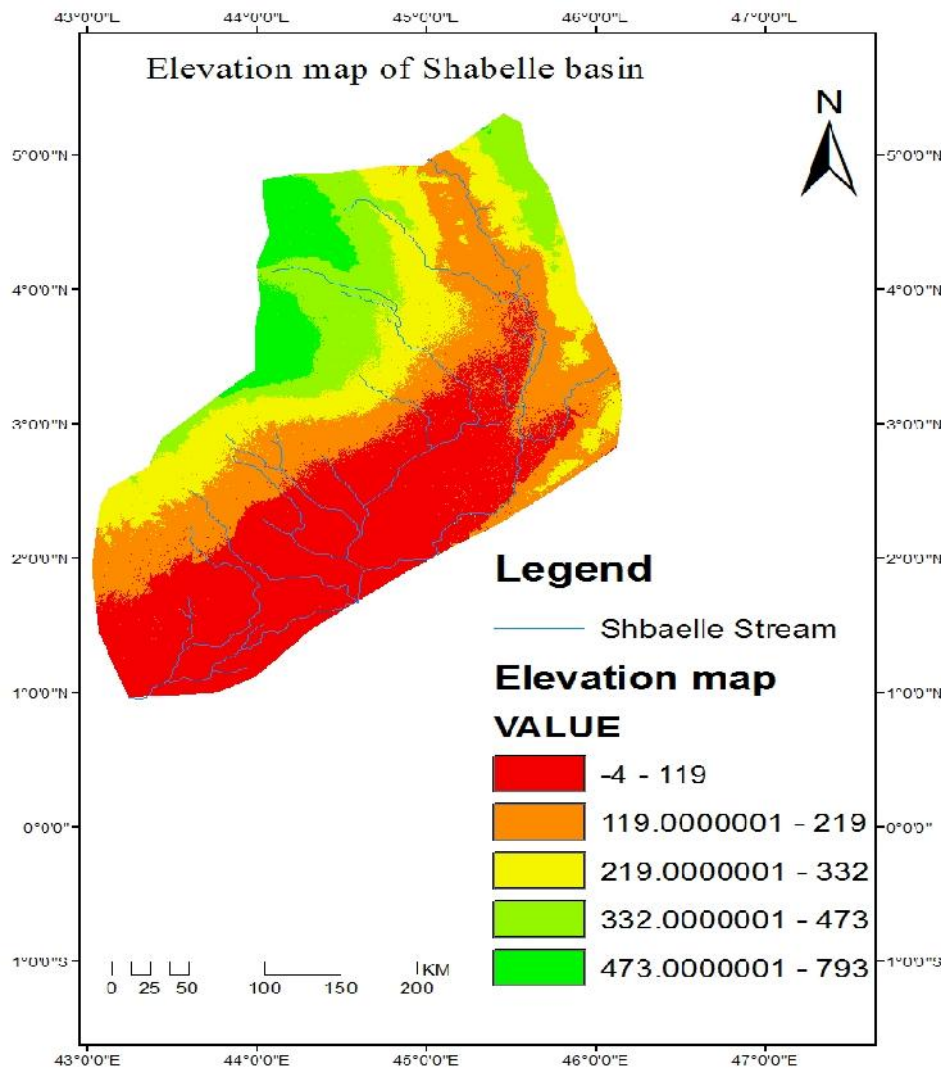 43°0'0"E 44°0'0"E 45°0'0"E 46°0'0"E 47°0'0"E
Elevation map of Shabelle basin
N
5°0'0"N 5°0'0"N
4°0'0"N 4°0'0"N
3°0'0"N 3°0'0"N
2°0'0"N 2°0'0"N
Legend
Shbaelle Stream
Elevation map
1°0'0"N 1°0'0"N
VALUE
-4 - 119
119.0000001 - 219
0°0'0" 0°0'0"
219.0000001 - 332
332.0000001 - 473
473.0000001 - 793
1°0'0"S 1°0'0"S
KM
0 25 50 100 150 200
43°0'0"E 44°0'0"E 45°0'0"E 46°0'0"E 47°0'0"E